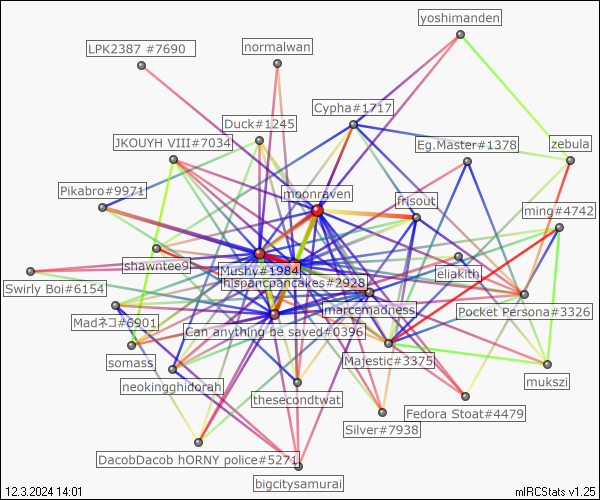 yoshimanden
LPK2387 #7690
normalwan
Cypha#1717
Duck#1245
JKOUYH VIII#7034
Eg.Master#1378
zebula
Pikabro#9971
moonraven
frisout
ming#4742
shawntee9
Mushy#1984
eliakith
Swirly Boi#6154
hispancpancakes#2928
marcemadness
Pocket Persona#3326
Madネコ#6901
Can anything be saved#0396
somass
Majestic#3375
neokingghidorah
mukszi
thesecondtwat
Fedora Stoat#4479
Silver#7938
DacobDacob hORNY police#5271
bigcitysamurai
12.3.2024 14:01
mIRCStats v1.25